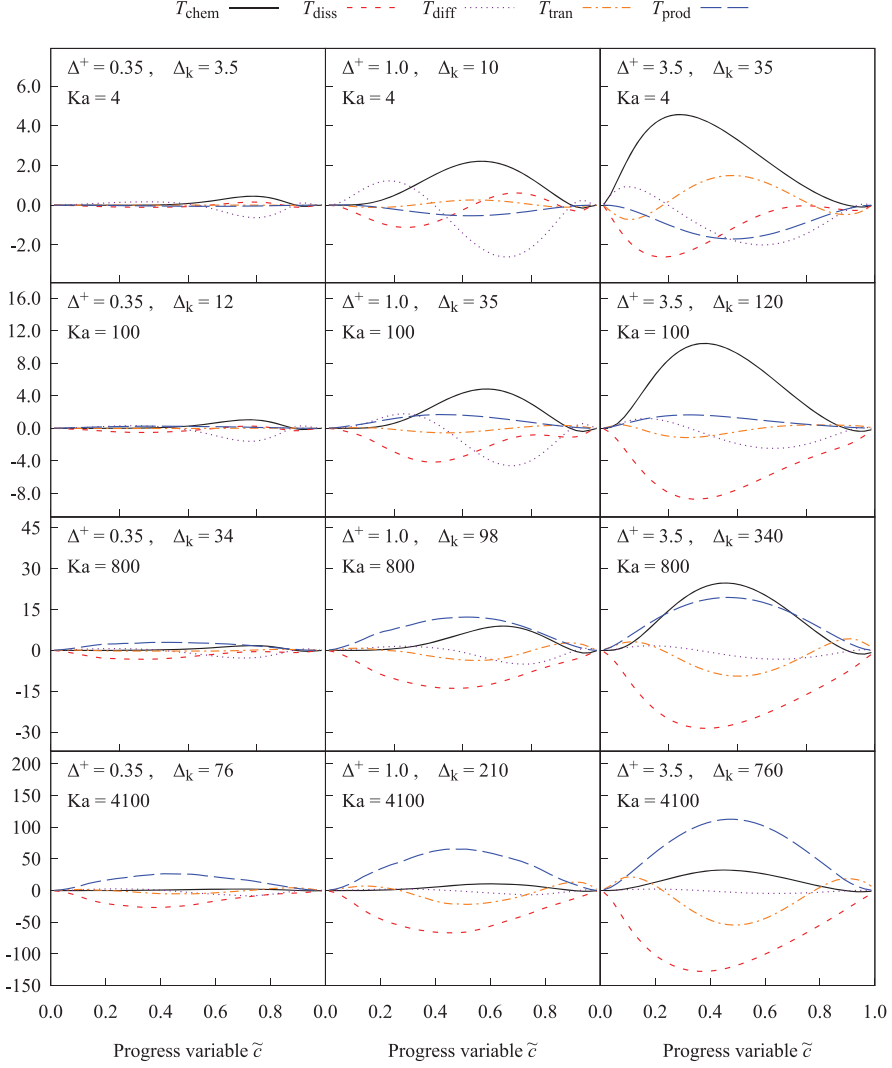 T_chem T_diss T_diff T_tran T_prod
Δ⁺ = 0.35 , Δₖ = 3.5 Δ⁺ = 1.0 , Δₖ = 10 Δ⁺ = 3.5 , Δₖ = 35
Ka = 4 Ka = 4 Ka = 4
6.0
4.0
2.0
0.0
-2.0
Δ⁺ = 0.35 , Δₖ = 12 Δ⁺ = 1.0 , Δₖ = 35 Δ⁺ = 3.5 , Δₖ = 120
Ka = 100 Ka = 100 Ka = 100
16.0
12.0
8.0
4.0
0.0
-4.0
-8.0
Δ⁺ = 0.35 , Δₖ = 34 Δ⁺ = 1.0 , Δₖ = 98 Δ⁺ = 3.5 , Δₖ = 340
Ka = 800 Ka = 800 Ka = 800
45
30
15
0
-15
-30
Δ⁺ = 0.35 , Δₖ = 76 Δ⁺ = 1.0 , Δₖ = 210 Δ⁺ = 3.5 , Δₖ = 760
Ka = 4100 Ka = 4100 Ka = 4100
200
150
100
50
0
-50
-100
-150
0.0 0.2 0.4 0.6 0.8 0.0 0.2 0.4 0.6 0.8 0.0 0.2 0.4 0.6 0.8 1.0
Progress variable c̃ Progress variable c̃ Progress variable c̃